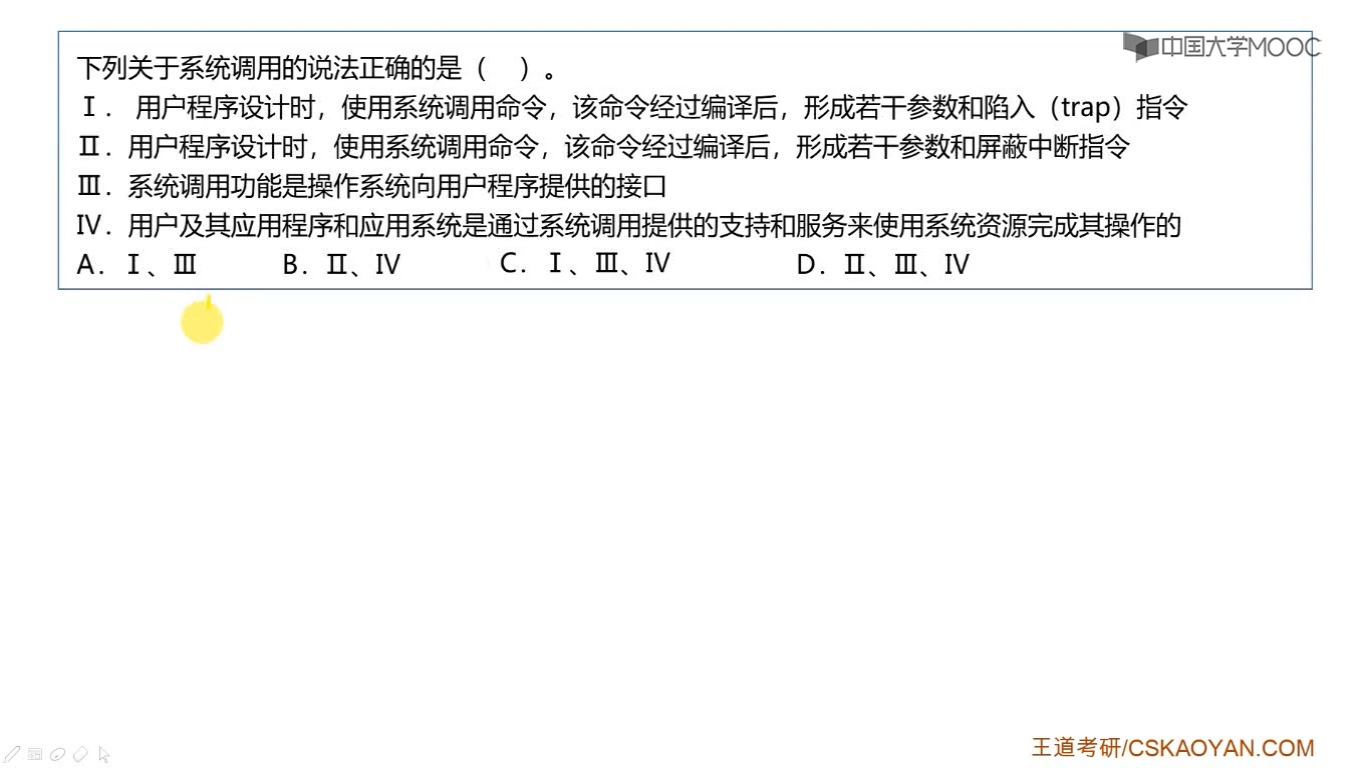 中国大学MOOC
下列关于系统调用的说法正确的是（ ）。
Ⅰ． 用户程序设计时，使用系统调用命令，该命令经过编译后，形成若干参数和陷入（trap）指令
Ⅱ．用户程序设计时，使用系统调用命令，该命令经过编译后，形成若干参数和屏蔽中断指令
Ⅲ．系统调用功能是操作系统向用户程序提供的接口
Ⅳ．用户及其应用程序和应用系统是通过系统调用提供的支持和服务来使用系统资源完成其操作的
A．Ⅰ、Ⅲ B．Ⅱ、Ⅳ C．Ⅰ、Ⅲ、Ⅳ D．Ⅱ、Ⅲ、Ⅳ
王道考研/CSKAOYAN.COM